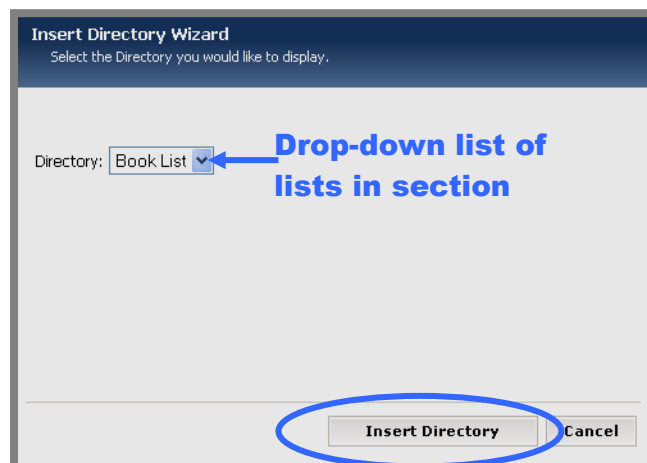 Insert Directory Wizard
Select the Directory you would like to display.
Directory: Book List
Drop-down list of
lists in section
Insert Directory Cancel